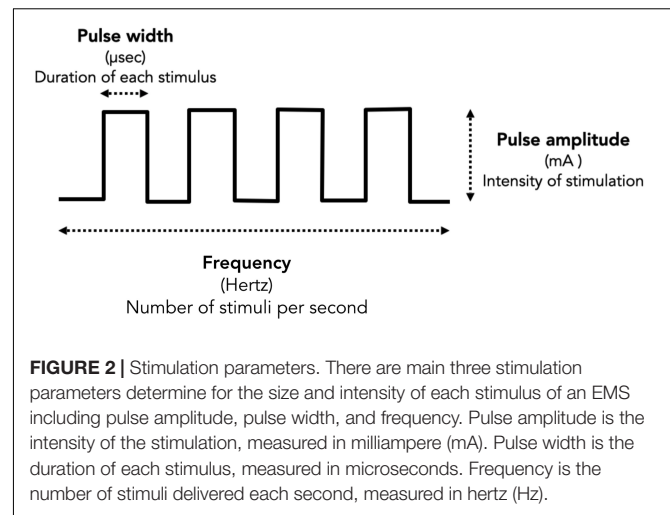 Pulse width
(µsec)
Duration of each stimulus
Pulse amplitude
(mA )
Intensity of stimulation
Frequency
(Hertz)
Number of stimuli per second
FIGURE 2 | Stimulation parameters. There are main three stimulation
parameters determine for the size and intensity of each stimulus of an EMS
including pulse amplitude, pulse width, and frequency. Pulse amplitude is the
intensity of the stimulation, measured in milliampere (mA). Pulse width is the
duration of each stimulus, measured in microseconds. Frequency is the
number of stimuli delivered each second, measured in hertz (Hz).